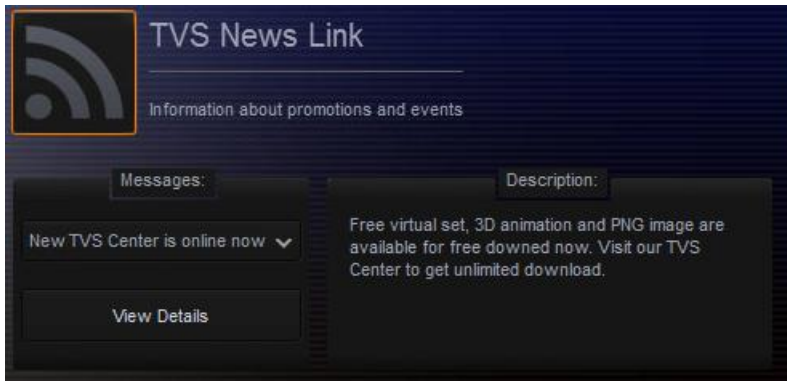 TVS News Link
Information about promotions and events
Messages:
New TVS Center is online now
View Details
Description:
Free virtual set, 3D animation and PNG image are
available for free downed now. Visit our TVS
Center to get unlimited download.